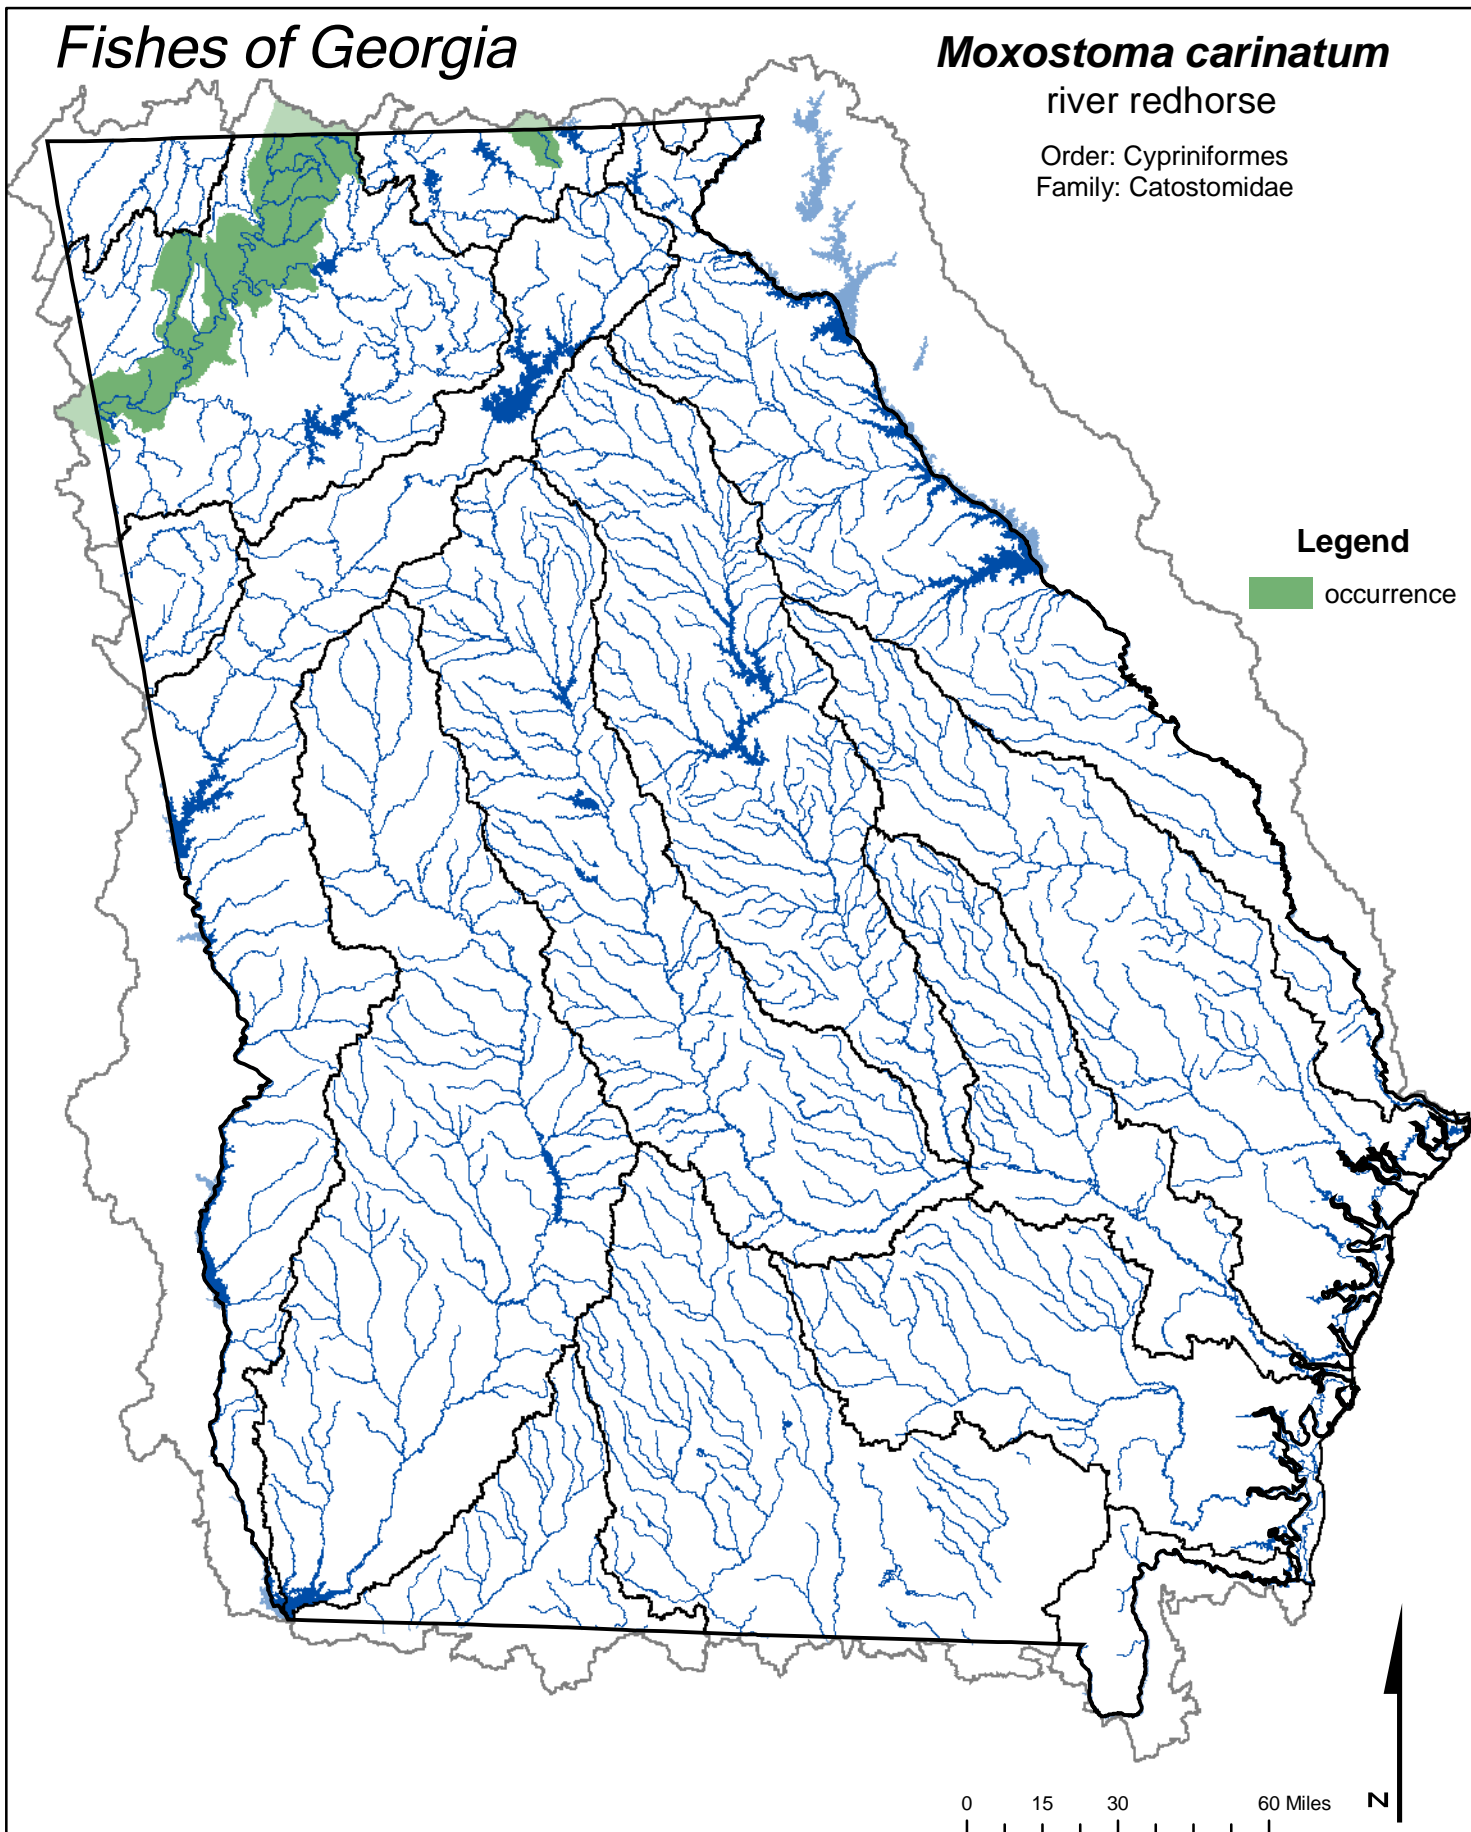 Fishes of Georgia
Moxostoma carinatum
river redhorse
Order: Cypriniformes
Family: Catostomidae
Legend
occurrence
0 15 30 60 Miles
N